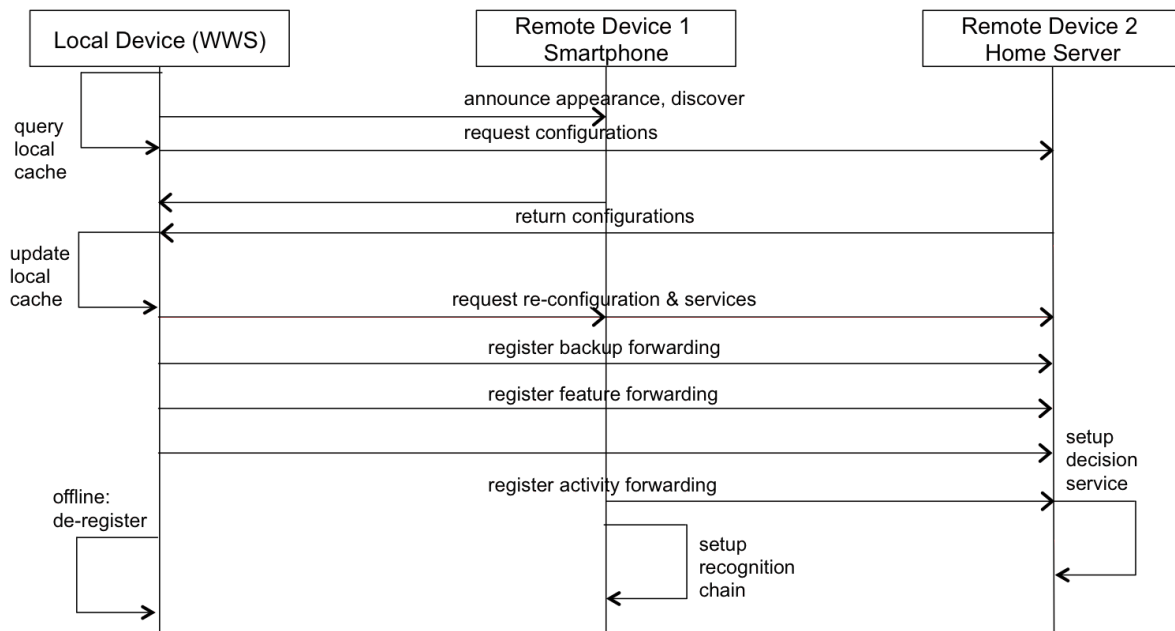 Local Device (WWS)
Remote Device 1
Smartphone
Remote Device 2
Home Server
announce appearance, discover
query
local
cache
request configurations
return configurations
update
local
cache
request re-configuration & services
register backup forwarding
register feature forwarding
setup
decision
service
register activity forwarding
offline:
de-register
setup
recognition
chain